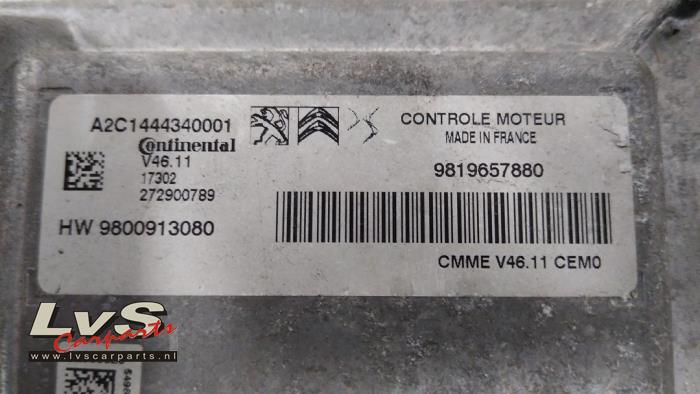 A2C1444340001
Continental
V46.11
17302
272900789
HW 9800913080
CONTROLE MOTEUR
MADE IN FRANCE
9819657880
CMME V46.11 CEM0
LvS
Carparts
www.lvscarparts.nl